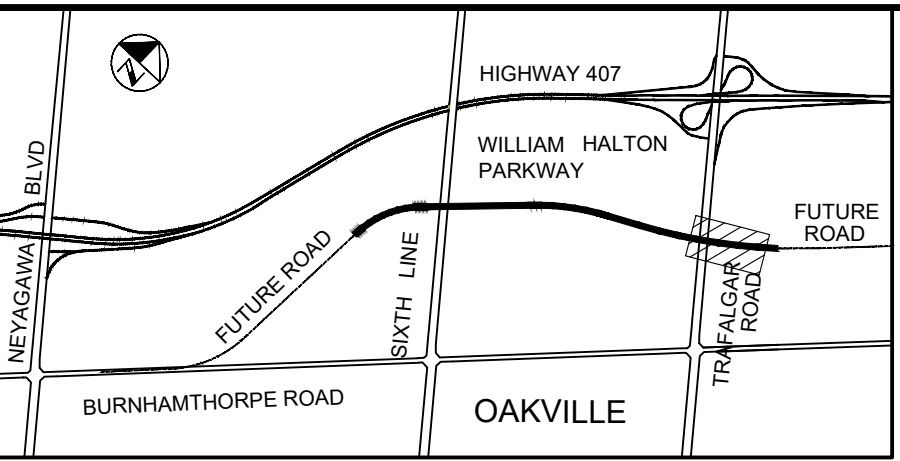 HIGHWAY 407
WILLIAM HALTON
PARKWAY
NEYAGAWA BLVD
FUTURE ROAD
SIXTH LINE
FUTURE
ROAD
TRAFALGAR
ROAD
BURNHAMTHORPE ROAD
OAKVILLE